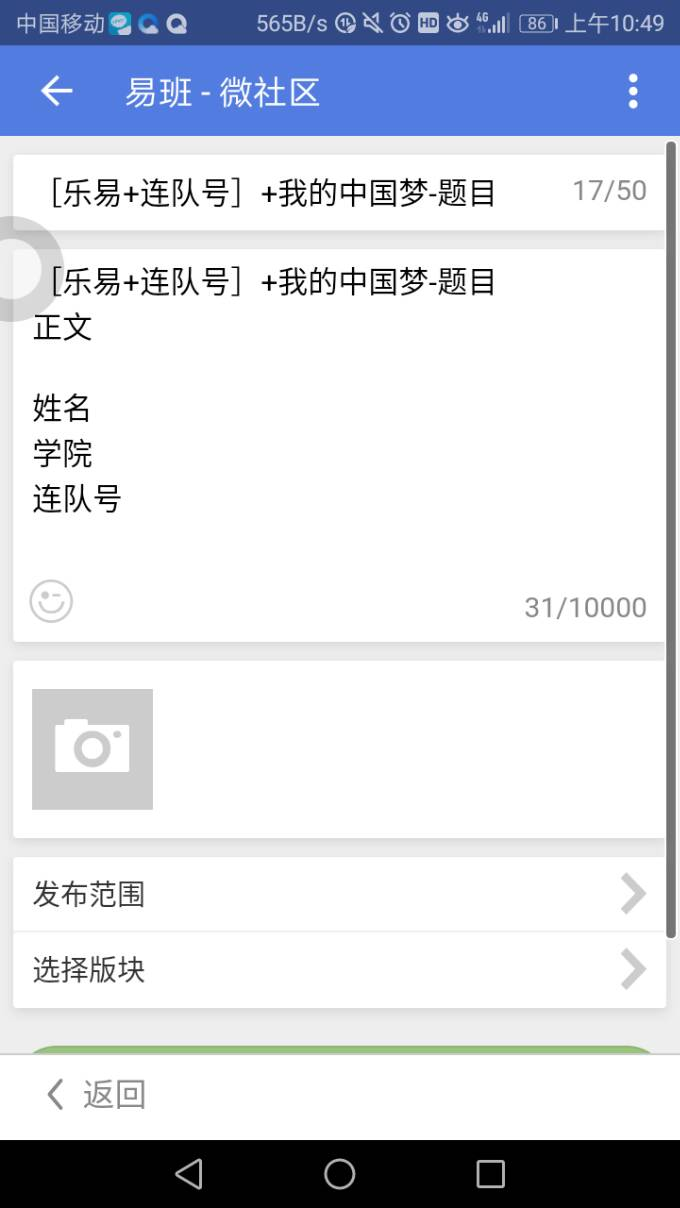 中国移动 565B/s HD 4G 86 上午10:49
易班 - 微社区
［乐易+连队号］+我的中国梦-题目 17/50
［乐易+连队号］+我的中国梦-题目
正文
姓名
学院
连队号
31/10000
发布范围
选择版块
返回